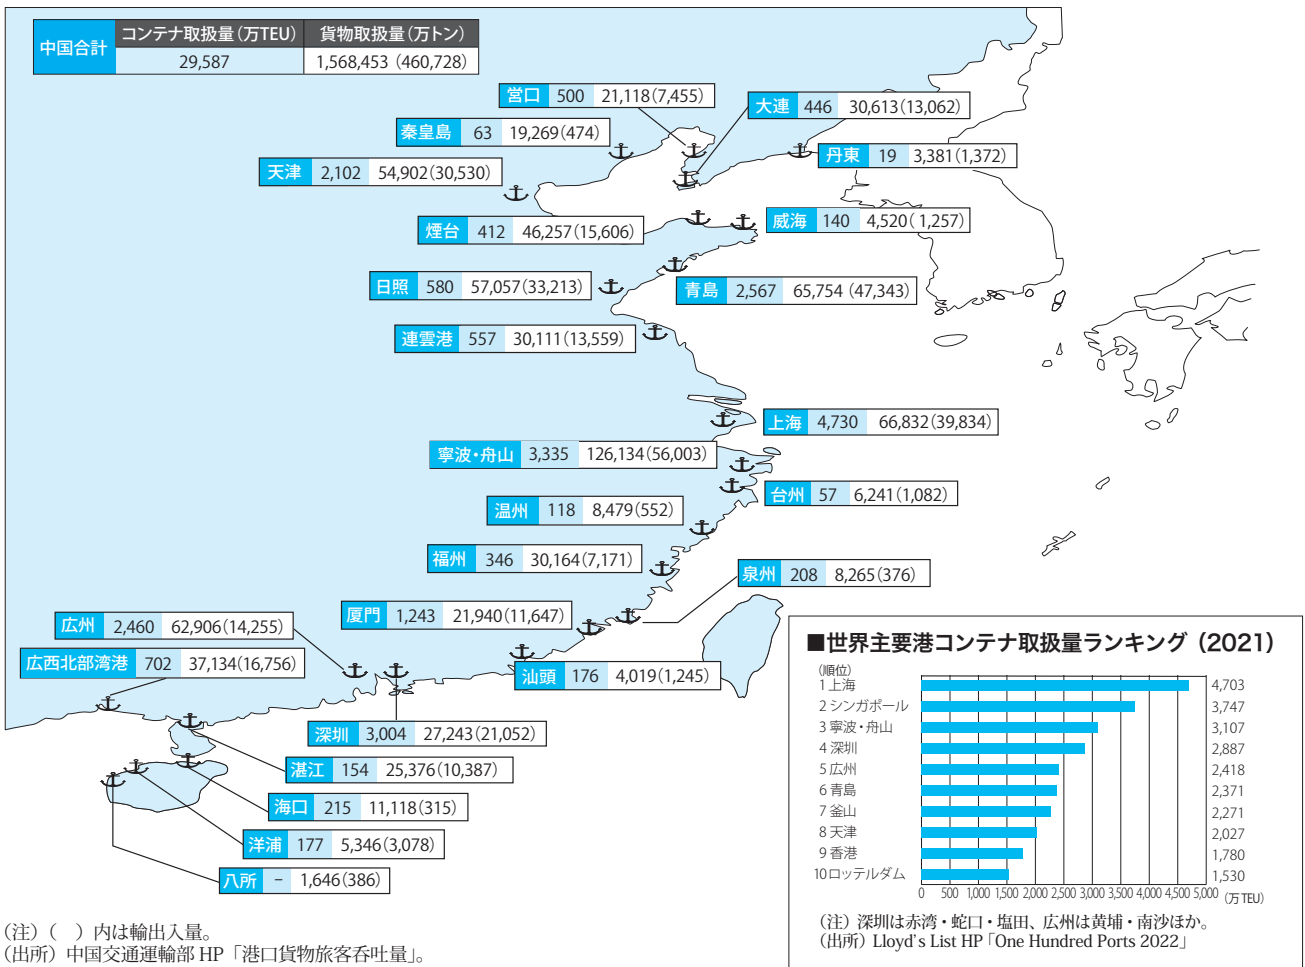 中国合計
コンテナ取扱量(万TEU) 貨物取扱量(万トン)
29,587 1,568,453 (460,728)
営口 500 21,118(7,455)
大連 446 30,613(13,062)
秦皇島 63 19,269(474)
丹東 19 3,381(1,372)
天津 2,102 54,902(30,530)
煙台 412 46,257(15,606)
威海 140 4,520( 1,257)
日照 580 57,057(33,213)
青島 2,567 65,754 (47,343)
連雲港 557 30,111(13,559)
上海 4,730 66,832(39,834)
寧波・舟山 3,335 126,134(56,003)
台州 57 6,241(1,082)
温州 118 8,479(552)
福州 346 30,164(7,171)
泉州 208 8,265(376)
厦門 1,243 21,940(11,647)
広州 2,460 62,906(14,255)
広西北部湾港 702 37,134(16,756)
汕頭 176 4,019(1,245)
深圳 3,004 27,243(21,052)
湛江 154 25,376(10,387)
海口 215 11,118(315)
洋浦 177 5,346(3,078)
八所 − 1,646(386)
(注)( )内は輸出入量。
(出所)中国交通運輸部 HP「港口貨物旅客呑吐量」。
■世界主要港コンテナ取扱量ランキング(2021)
(順位)
1 上海 4,703
2 シンガポール 3,747
3 寧波・舟山 3,107
4 深圳 2,887
5 広州 2,418
6 青島 2,371
7 釜山 2,271
8 天津 2,027
9 香港 1,780
10 ロッテルダム 1,530
0 500 1,000 1,500 2,000 2,500 3,000 3,500 4,000 4,500 5,000 (万TEU)
(注)深圳は赤湾・蛇口・塩田、広州は黄埔・南沙ほか。
(出所)Lloyd's List HP「One Hundred Ports 2022」